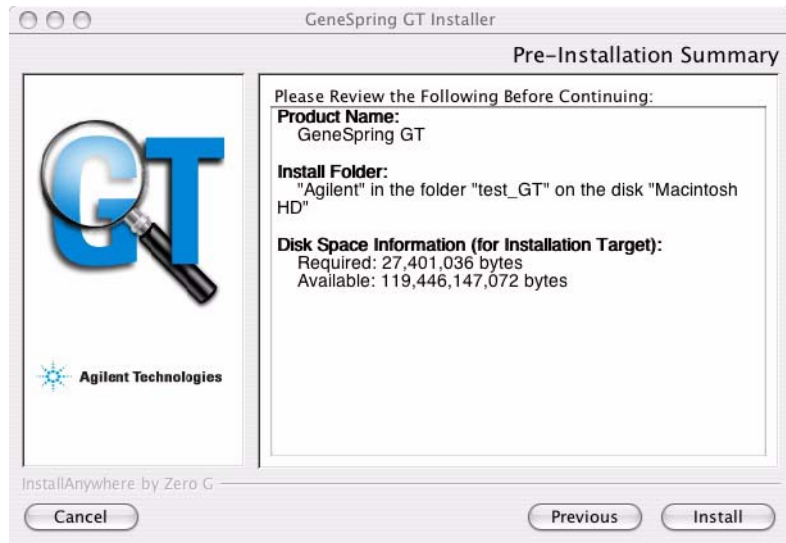 GeneSpring GT Installer
Pre-Installation Summary
GT
Agilent Technologies
Please Review the Following Before Continuing:
Product Name:
GeneSpring GT
Install Folder:
"Agilent" in the folder "test_GT" on the disk "Macintosh
HD"
Disk Space Information (for Installation Target):
Required: 27,401,036 bytes
Available: 119,446,147,072 bytes
InstallAnywhere by Zero G
Cancel
Previous
Install